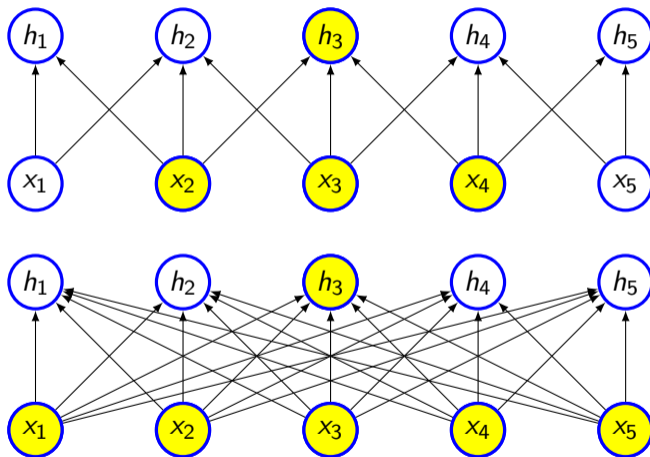 h₁ h₂ h₃ h₄ h₅
x₁ x₂ x₃ x₄ x₅
h₁ h₂ h₃ h₄ h₅
x₁ x₂ x₃ x₄ x₅